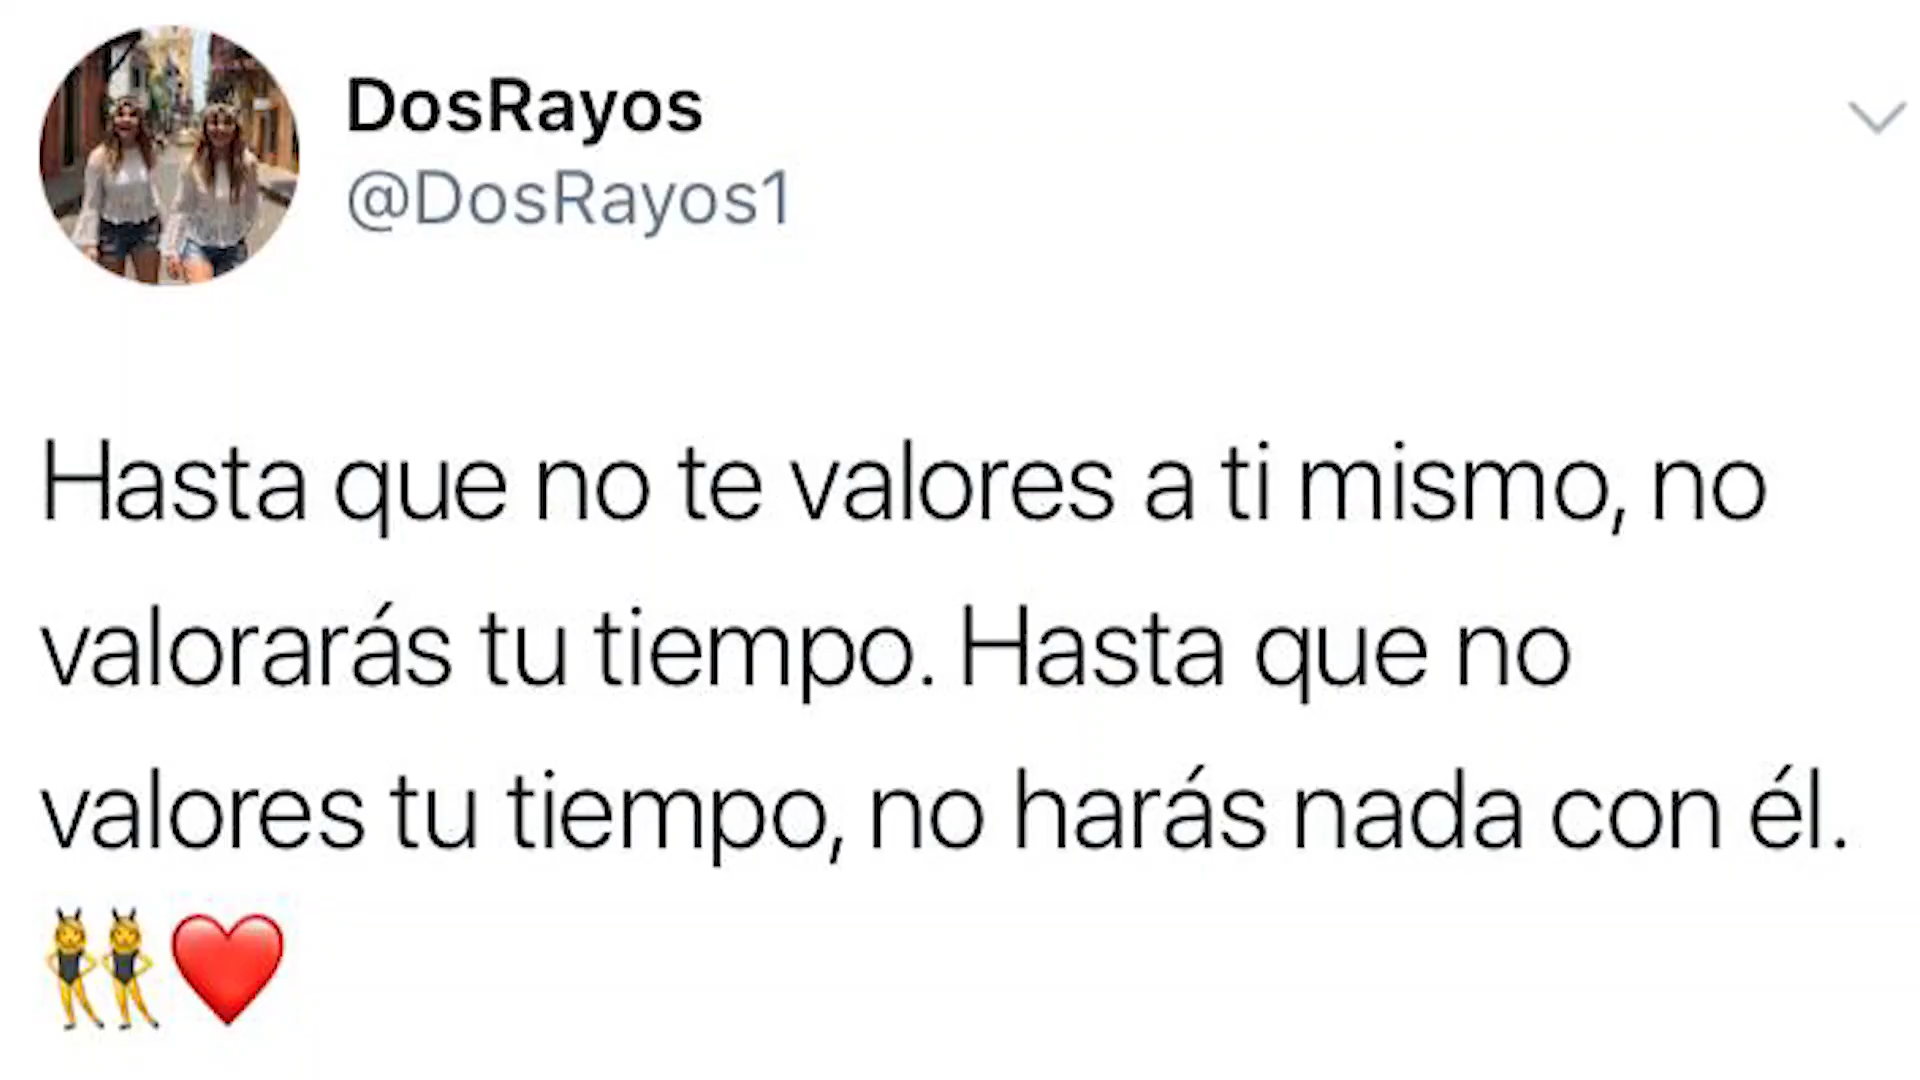 DosRayos
@DosRayos1
Hasta que no te valores a ti mismo, no
valorarás tu tiempo. Hasta que no
valores tu tiempo, no harás nada con él.
👯❤️